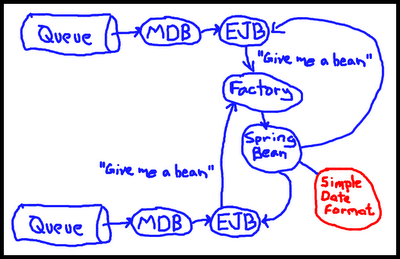 Queue
MDB
EJB
"Give me a bean"
Factory
Spring
Bean
"Give me a bean"
Simple
Date
Format
Queue
MDB
EJB